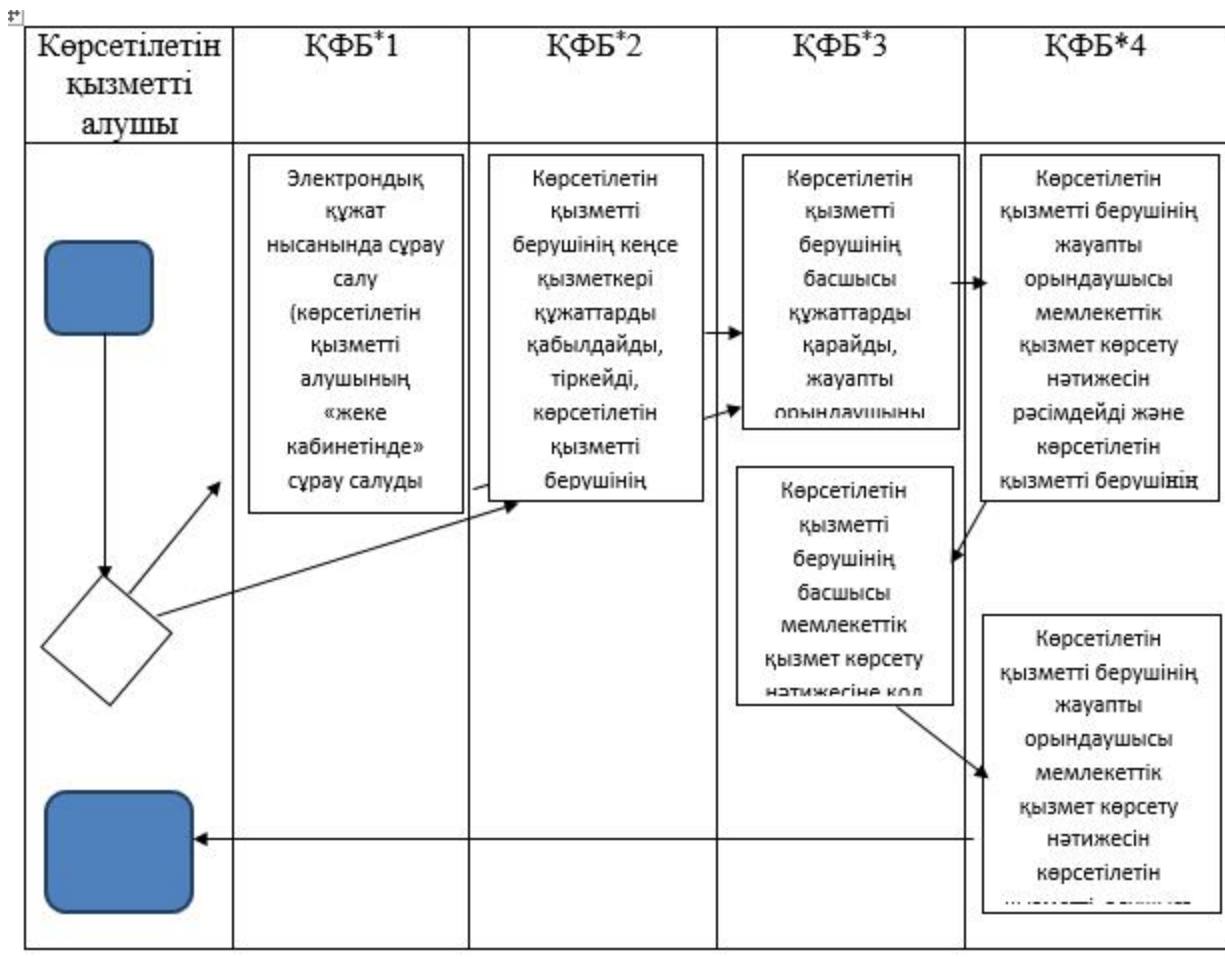 Көрсетілетін
қызметті
алушы
ҚФБ*1
ҚФБ*2
ҚФБ*3
ҚФБ*4
Электрондық
құжат
нысанында сұрау
салу
(көрсетілетін
қызметті
алушының
«жеке
кабинетінде»
сұрау салуды
Көрсетілетін
қызметті
берушінің кеңсе
қызметкері
құжаттарды
қабылдайды,
тіркейді,
көрсетілетін
қызметті
берушінің
Көрсетілетін
қызметті
берушінің
басшысы
құжаттарды
қарайды,
жауапты
орындаушыны
Көрсетілетін
қызметті берушінің
жауапты
орындаушысы
мемлекеттік
қызмет көрсету
нәтижесін
рәсімдейді және
көрсетілетін
қызметті берушінің
Көрсетілетін
қызметті
берушінің
басшысы
мемлекеттік
қызмет көрсету
нәтижесіне қол
Көрсетілетін
қызметті берушінің
жауапты
орындаушысы
мемлекеттік
қызмет көрсету
нәтижесін
көрсетілетін